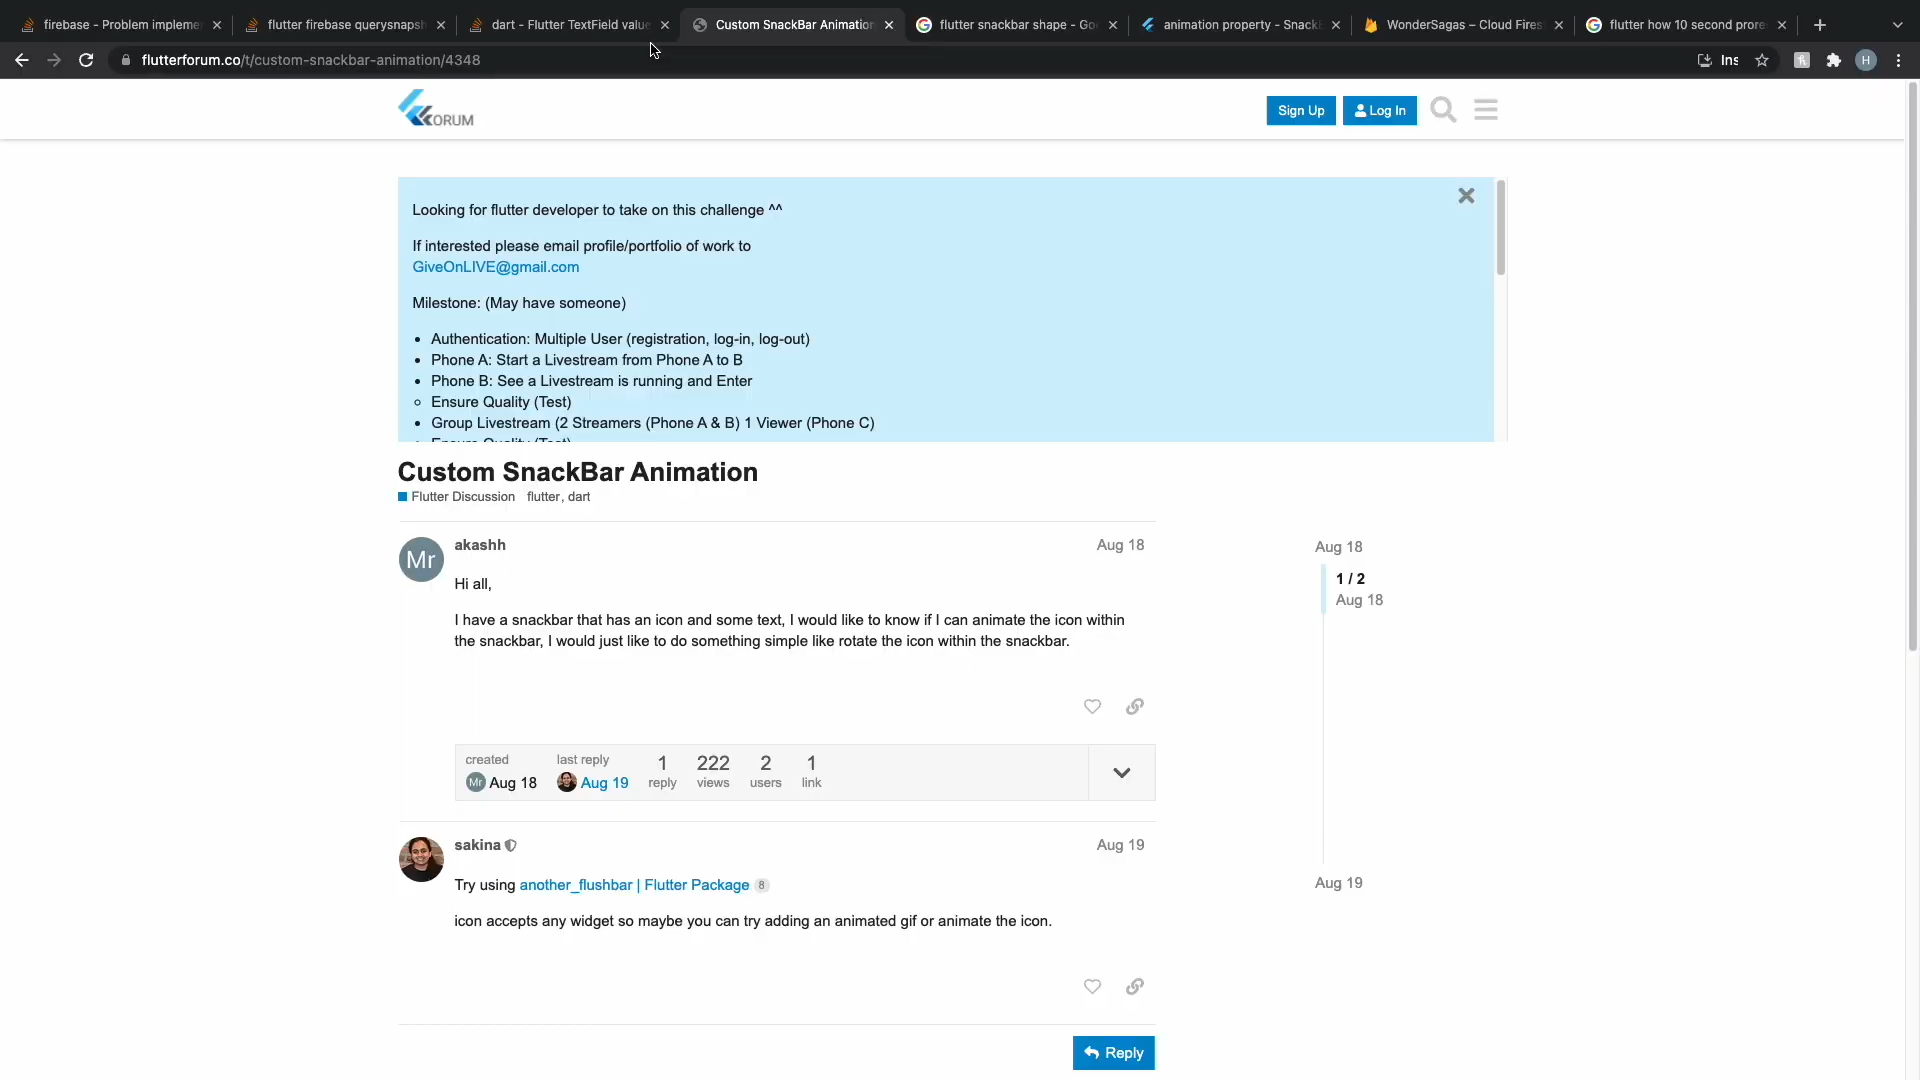 firebase - Problem impleme
flutter firebase querysnaps
dart - Flutter TextField value
Custom SnackBar Animation
flutter snackbar shape - Go
animation property - Snack
WonderSagas – Cloud Fires
flutter how 10 second prore
flutterforum.co/t/custom-snackbar-animation/4348
Ins
H
FORUM
Sign Up
Log In
Looking for flutter developer to take on this challenge ^^
If interested please email profile/portfolio of work to
GiveOnLIVE@gmail.com
Milestone: (May have someone)
• Authentication: Multiple User (registration, log-in, log-out)
• Phone A: Start a Livestream from Phone A to B
• Phone B: See a Livestream is running and Enter
○ Ensure Quality (Test)
• Group Livestream (2 Streamers (Phone A & B) 1 Viewer (Phone C)
Custom SnackBar Animation
Flutter Discussion flutter, dart
Mr
akashh
Aug 18
Hi all,
I have a snackbar that has an icon and some text, I would like to know if I can animate the icon within
the snackbar, I would just like to do something simple like rotate the icon within the snackbar.
Aug 18
1 / 2
Aug 18
created
last reply
1
222
2
1
Mr Aug 18
Aug 19
reply
views
users
link
sakina
Aug 19
Try using another_flushbar | Flutter Package 8
icon accepts any widget so maybe you can try adding an animated gif or animate the icon.
Aug 19
Reply